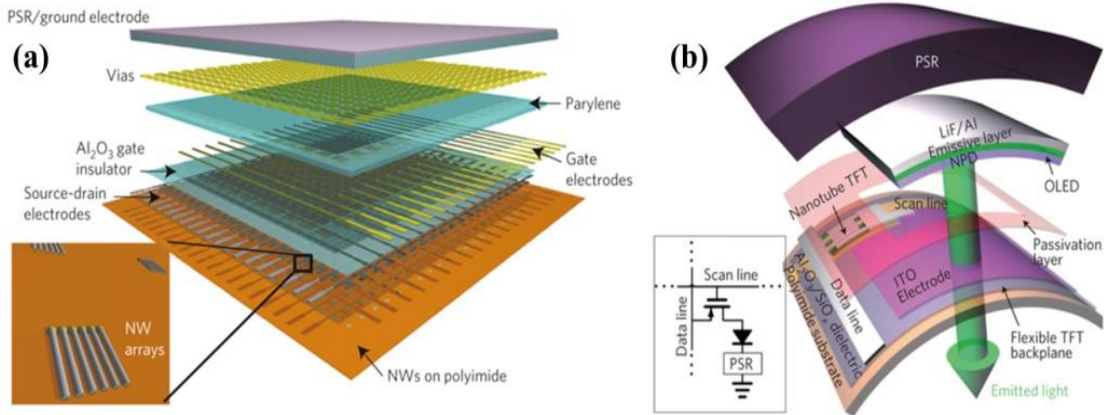 (a)
PSR/ground electrode
Vias
Parylene
Al₂O₃ gate
insulator
Gate
electrodes
Source-drain
electrodes
NW
arrays
NWs on polyimide
(b)
PSR
LiF/Al
Emissive layer
NPD
OLED
Nanotube TFT
Scan line
Passivation
layer
ITO
Electrode
Data line
Al₂O₃/SiOₓ dielectric
Polyimide substrate
Flexible TFT
backplane
Emitted light
Scan line
Data line
PSR